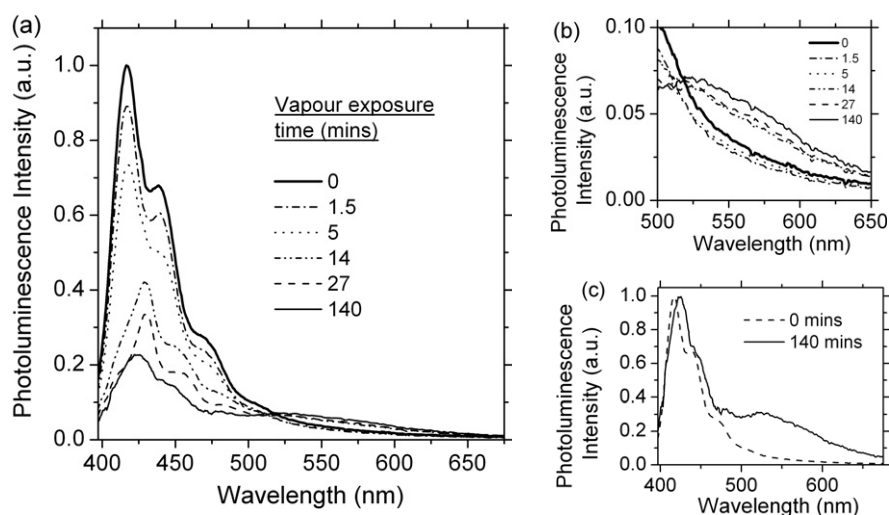 (a)
Photoluminescence Intensity (a.u.)
1.0
0.8
0.6
0.4
0.2
0.0
400
450
500
550
600
650
Wavelength (nm)
Vapour exposure
time (mins)
0
1.5
5
14
27
140
(b)
Photoluminescence
Intensity (a.u.)
0.10
0.05
0.00
500
550
600
650
Wavelength (nm)
0
1.5
5
14
27
140
(c)
Photoluminescence
Intensity (a.u.)
1.0
0.8
0.6
0.4
0.2
0.0
400
500
600
Wavelength (nm)
0 mins
140 mins